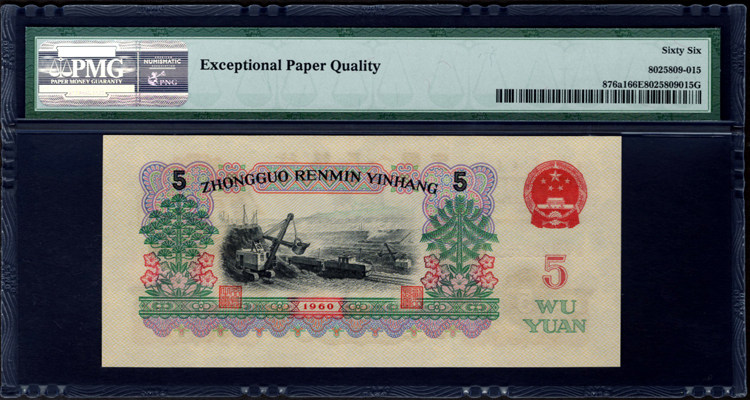 PMG
PAPER MONEY GUARANTY
NUMISMATIC
PNG
Exceptional Paper Quality
Sixty Six
8025809-015
876a166E8025809015G
5
ZHONGGUO RENMIN YINHANG
5
1960
5
WU
YUAN